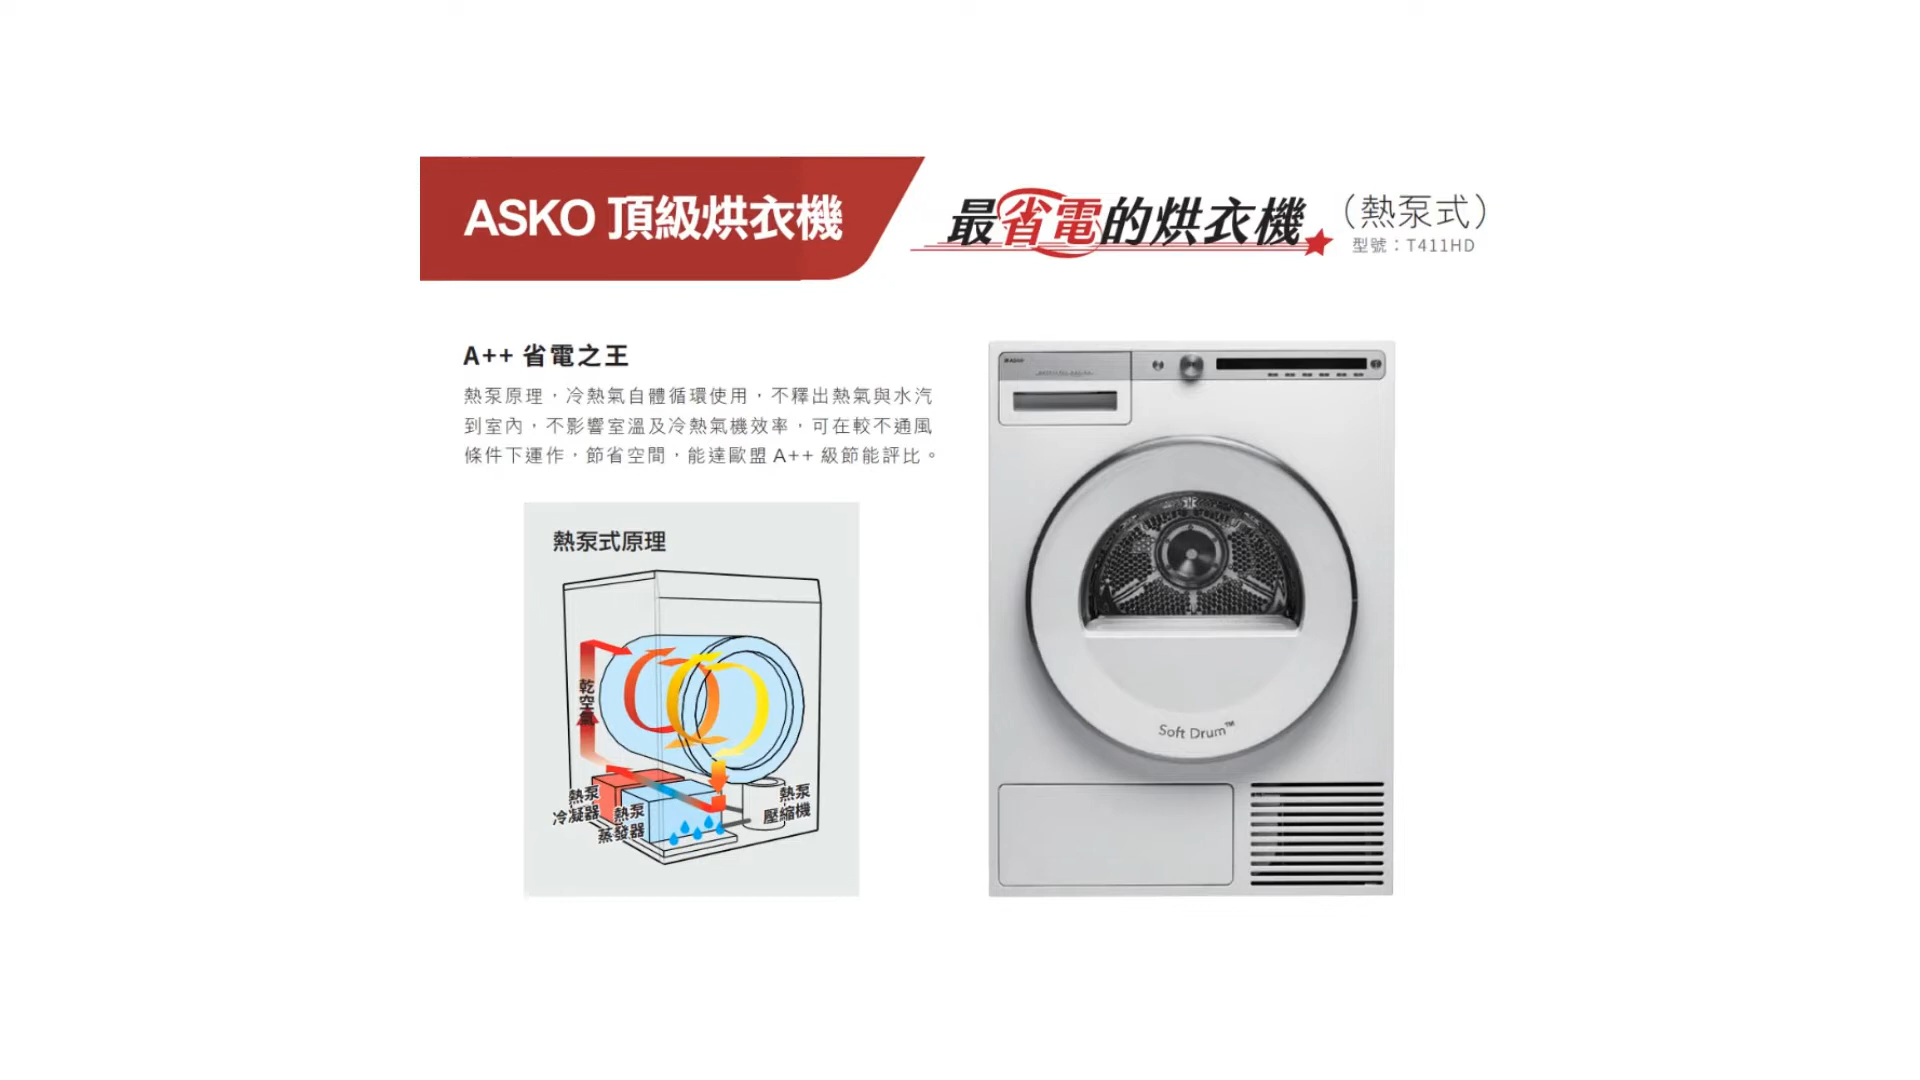 ASKO 頂級烘衣機
最省電的烘衣機
（熱泵式）
型號：T411HD
A++ 省電之王
熱泵原理，冷熱氣自體循環使用，不釋出熱氣與水汽
到室內，不影響室溫及冷熱氣機效率，可在較不通風
條件下運作，節省空間，能達歐盟 A++ 級節能評比。
熱泵式原理
乾空氣
熱泵
冷凝器
熱泵
蒸發器
熱泵
壓縮機
ASKO
Soft Drum™